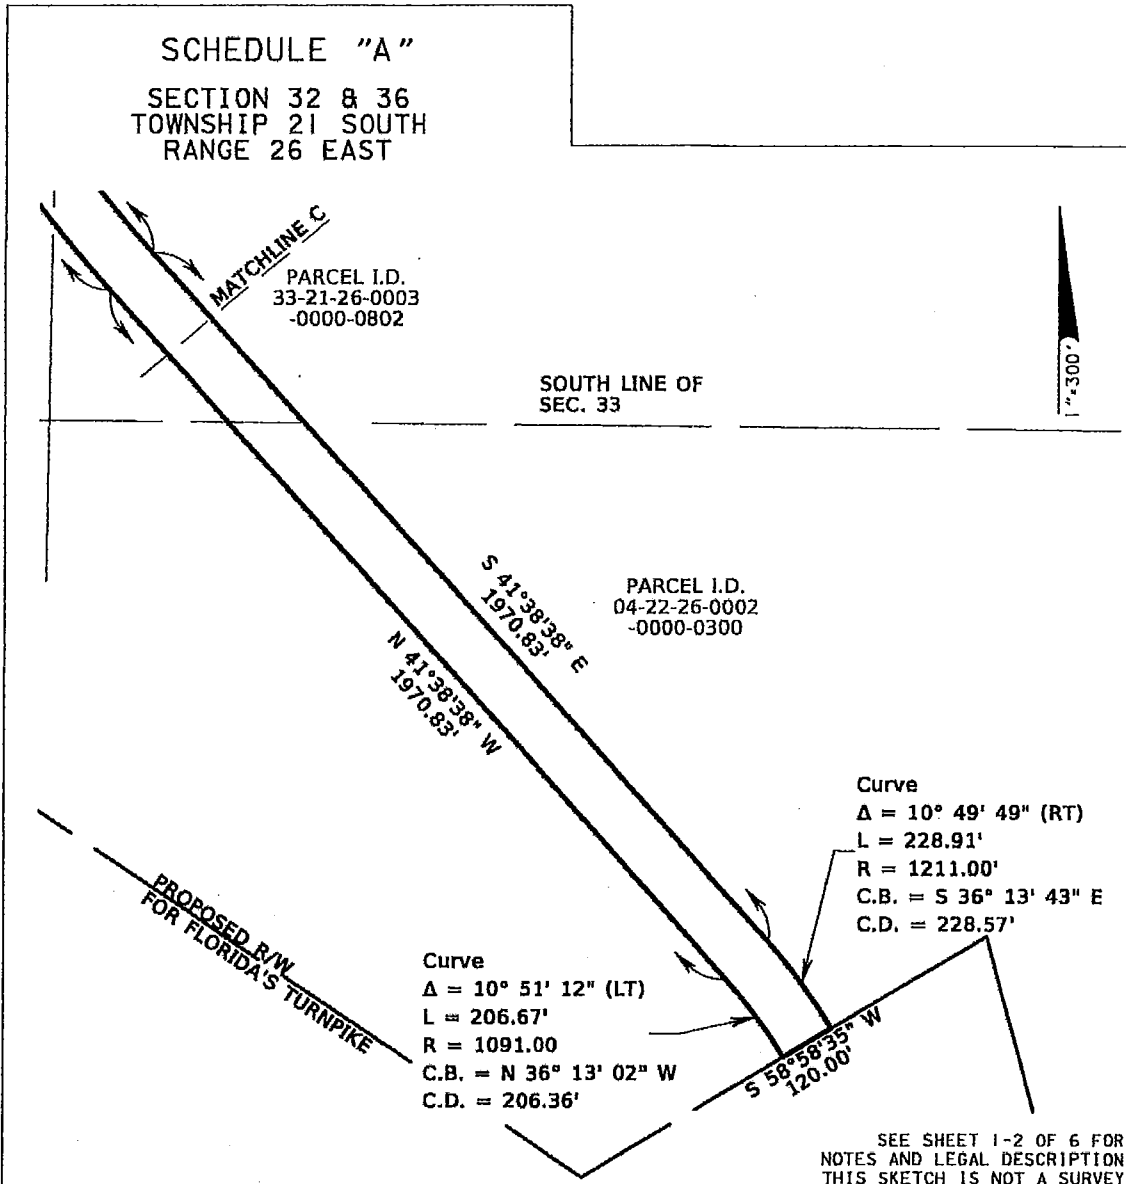 SCHEDULE "A"
SECTION 32 & 36
TOWNSHIP 21 SOUTH
RANGE 26 EAST
MATCHLINE C
PARCEL I.D.
33-21-26-0003
-0000-0802
1"=300'
SOUTH LINE OF
SEC. 33
S 41°38'38" E
1970.83'
PARCEL I.D.
04-22-26-0002
-0000-0300
N 41°38'38" W
1970.83'
Curve
Δ = 10° 49' 49" (RT)
L = 228.91'
R = 1211.00'
C.B. = S 36° 13' 43" E
C.D. = 228.57'
PROPOSED R/W
FOR FLORIDA'S TURNPIKE
Curve
Δ = 10° 51' 12" (LT)
L = 206.67'
R = 1091.00
C.B. = N 36° 13' 02" W
C.D. = 206.36'
S 58°58'35" W
120.00'
SEE SHEET 1-2 OF 6 FOR
NOTES AND LEGAL DESCRIPTION
THIS SKETCH IS NOT A SURVEY